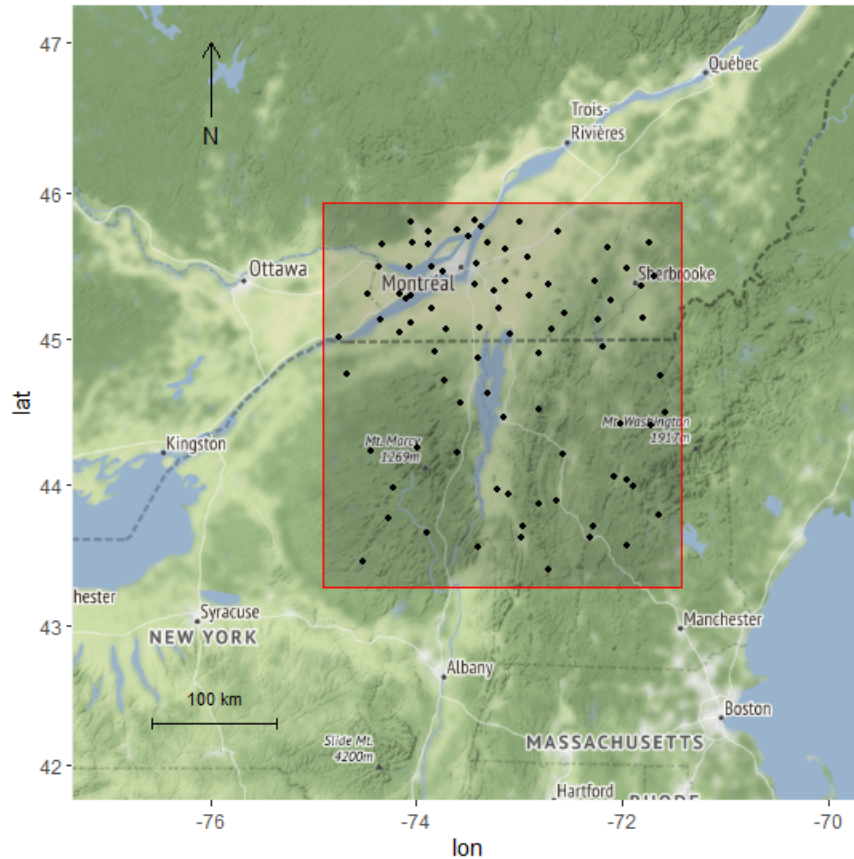 47
Québec
Trois-
Rivières
N
46
Ottawa
Montréal
Sherbrooke
45
lat
Kingston
Mt. Marcy
1269m
Mt. Washington
1917m
44
hester
Syracuse
NEW YORK
Manchester
43
Albany
100 km
Boston
Slide Mt.
4200m
MASSACHUSETTS
42
Hartford
RHODE
-76
-74
-72
-70
lon